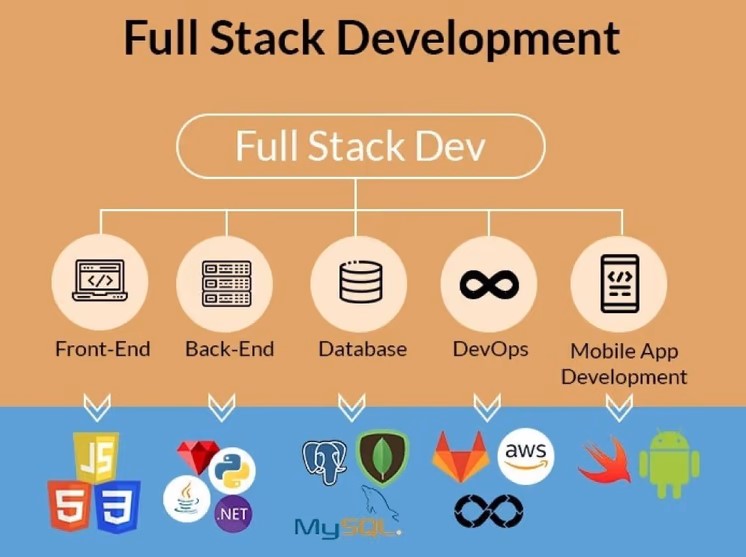 Full Stack Development
Full Stack Dev
</>
</>
Front-End
Back-End
Database
DevOps
Mobile App
Development
JS
5
3
Java
.NET
MySQL.
aws